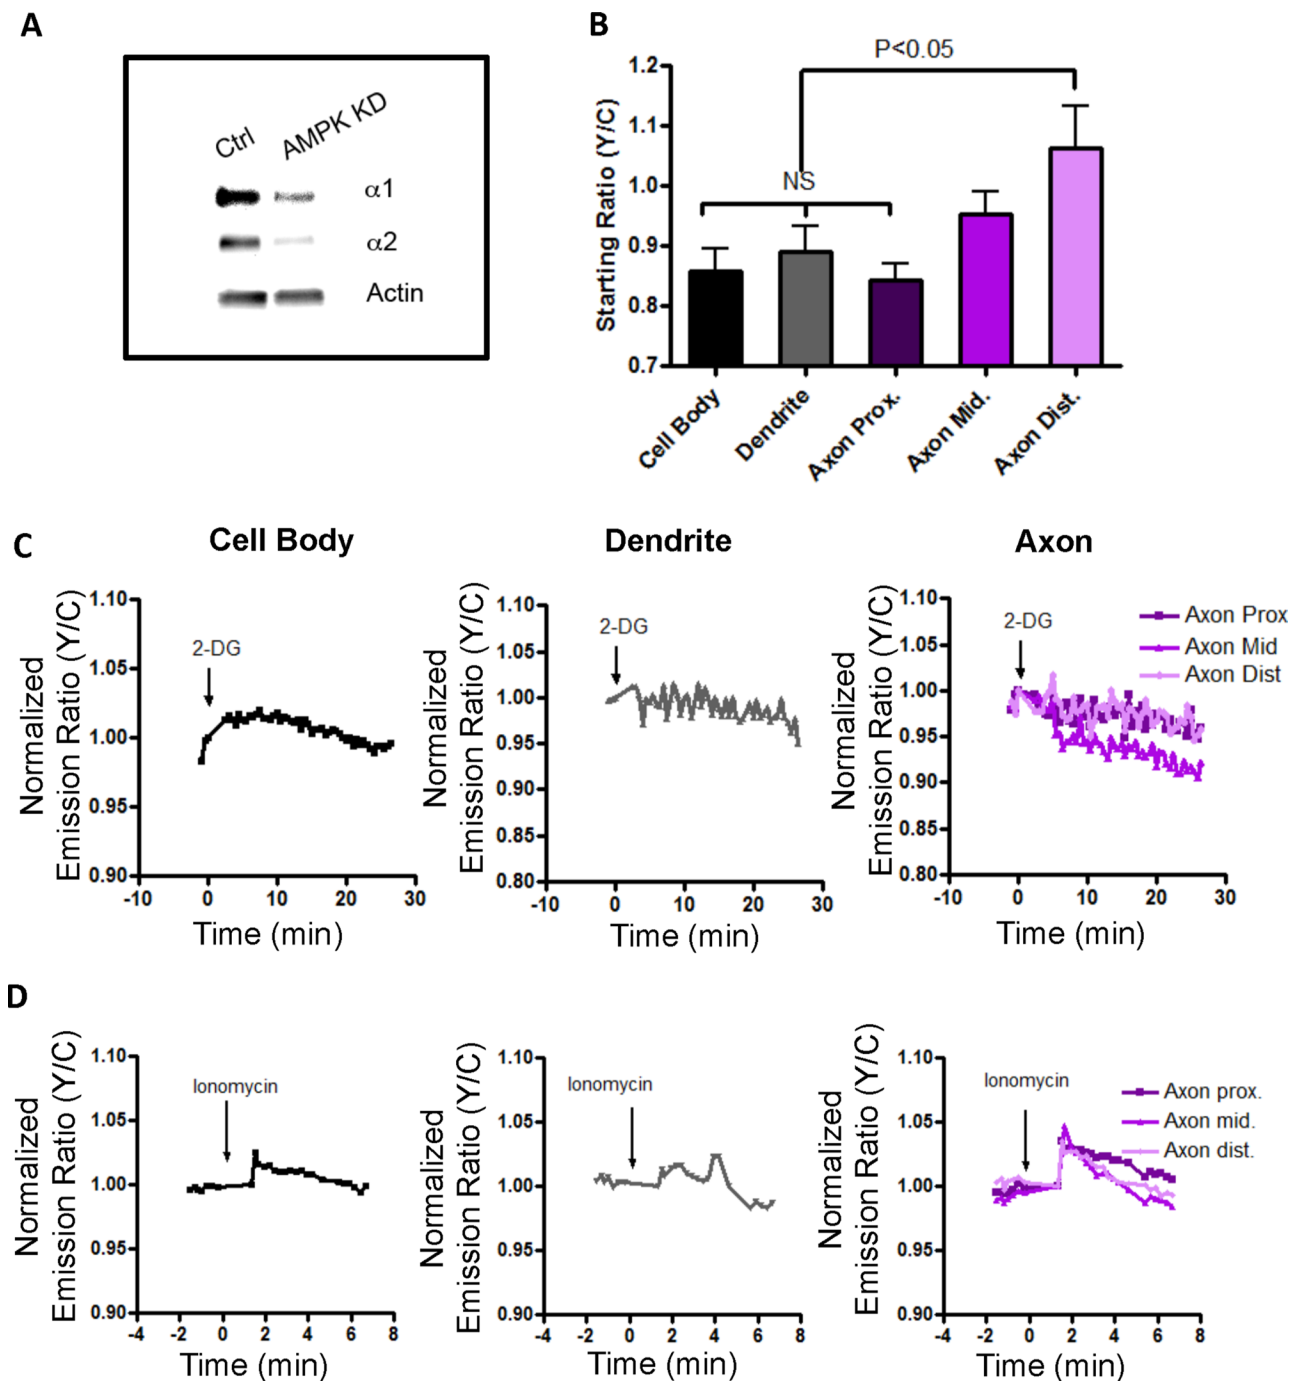 A
Ctrl
AMPK KD
α1
α2
Actin
B
P<0.05
NS
Starting Ratio (Y/C)
1.2
1.1
1.0
0.9
0.8
0.7
Cell Body
Dendrite
Axon Prox.
Axon Mid.
Axon Dist.
C
Cell Body
Normalized
Emission Ratio (Y/C)
1.10
1.05
1.00
0.95
0.90
2-DG
-10 0 10 20 30
Time (min)
Dendrite
Normalized
Emission Ratio (Y/C)
1.10
1.05
1.00
0.95
0.90
0.85
0.80
2-DG
-10 0 10 20 30
Time (min)
Axon
Normalized
Emission Ratio (Y/C)
1.10
1.05
1.00
0.95
0.90
0.85
0.80
2-DG
Axon Prox
Axon Mid
Axon Dist
-10 0 10 20 30
Time (min)
D
Normalized
Emission Ratio (Y/C)
1.10
1.05
1.00
0.95
0.90
Ionomycin
-4 -2 0 2 4 6 8
Time (min)
Normalized
Emission Ratio (Y/C)
1.10
1.05
1.00
0.95
0.90
Ionomycin
-4 -2 0 2 4 6 8
Time (min)
Normalized
Emission Ratio (Y/C)
1.10
1.05
1.00
0.95
0.90
Ionomycin
Axon prox.
Axon mid.
Axon dist.
-4 -2 0 2 4 6 8
Time (min)